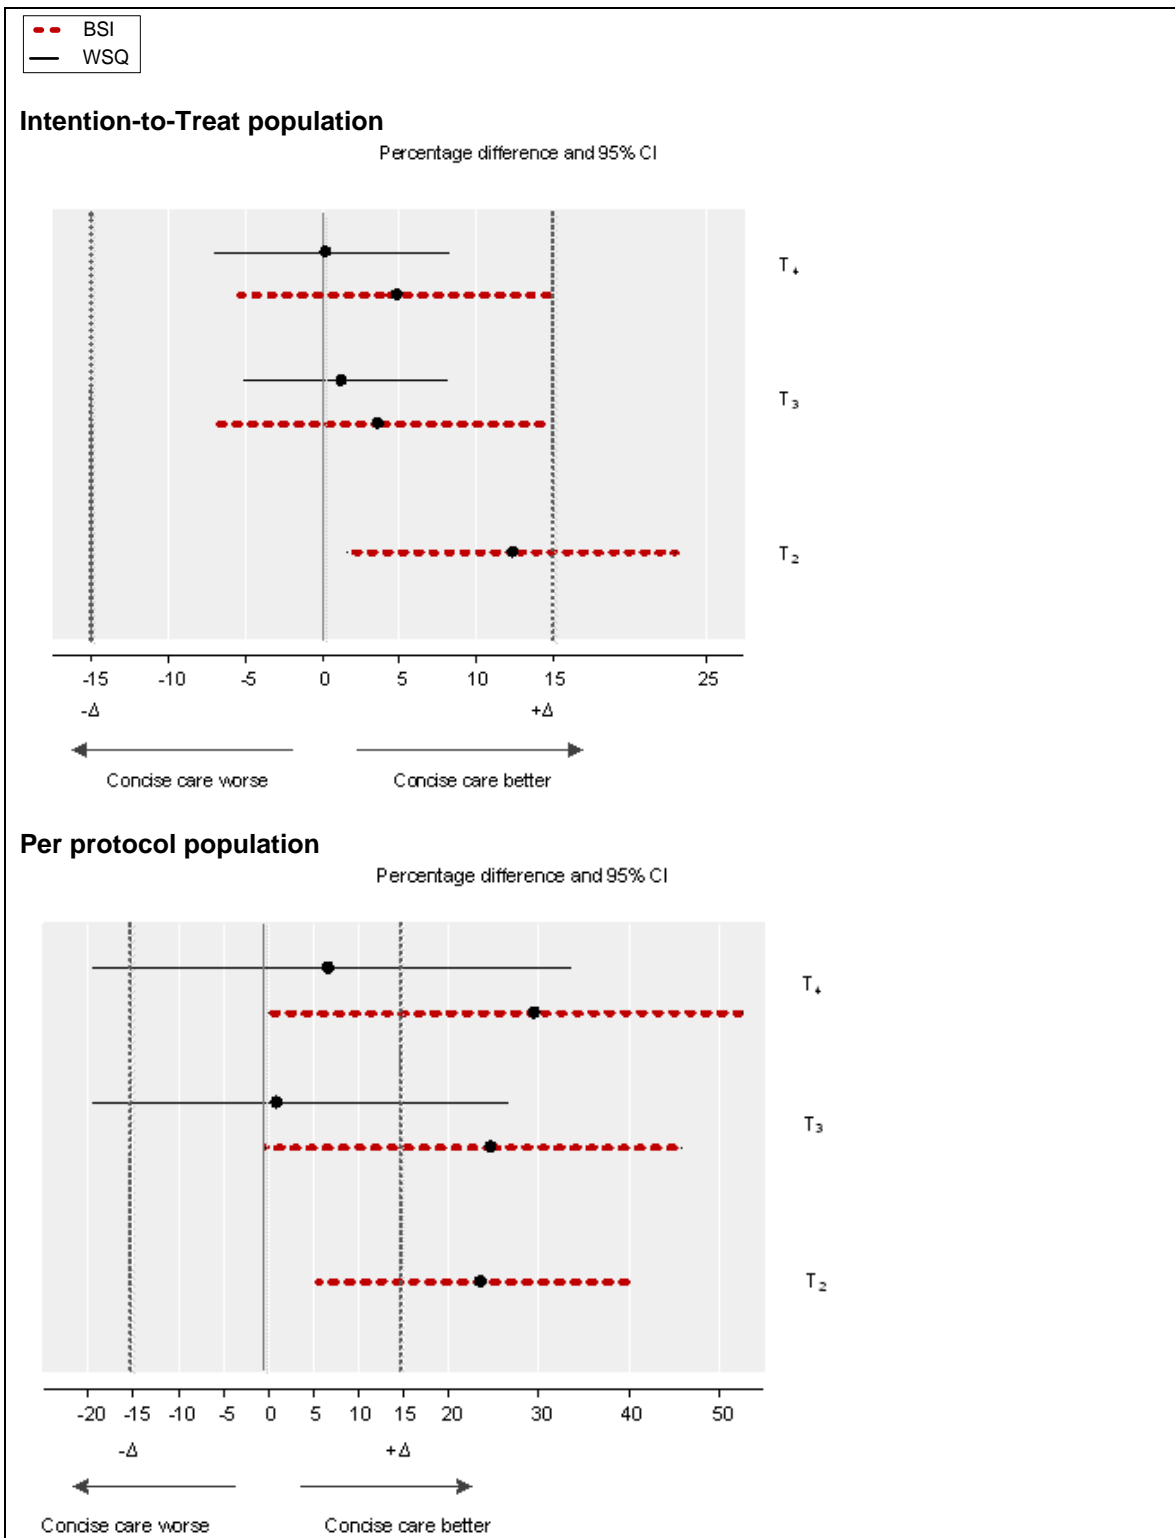 BSI
WSQ
Intention-to-Treat population
Percentage difference and 95% CI
T₄
T₃
T₂
-15 -10 -5 0 5 10 15 25
-Δ +Δ
Concise care worse Concise care better
Per protocol population
Percentage difference and 95% CI
T₄
T₃
T₂
-20 -15 -10 -5 0 5 10 15 20 30 40 50
-Δ +Δ
Concise care worse Concise care better